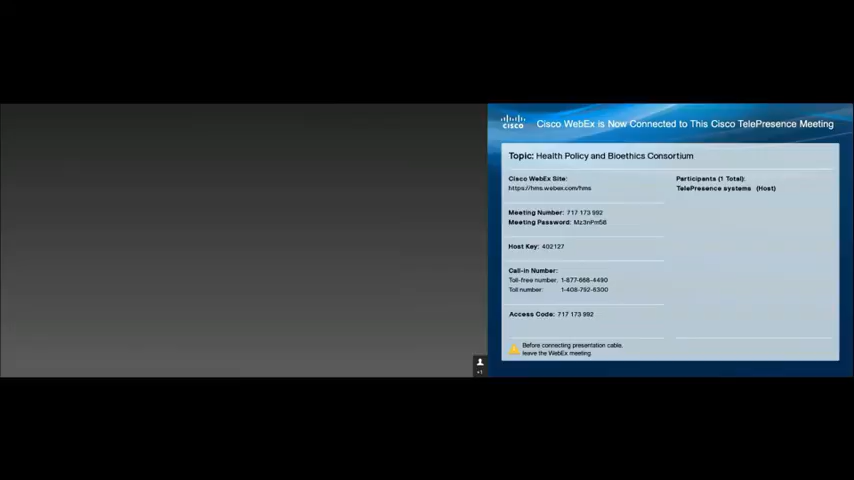 CISCO
Cisco WebEx is Now Connected to This Cisco TelePresence Meeting
Topic: Health Policy and Bioethics Consortium
Cisco WebEx Site:
https://hms.webex.com/hms
Meeting Number: 717 173 992
Meeting Password: Mz3nPm58
Host Key: 402127
Call-in Number:
Toll-free number: 1-877-668-4490
Toll number: 1-408-792-6300
Access Code: 717 173 992
Before connecting presentation cable,
leave the WebEx meeting.
Participants (1 Total):
TelePresence systems (Host)
+1